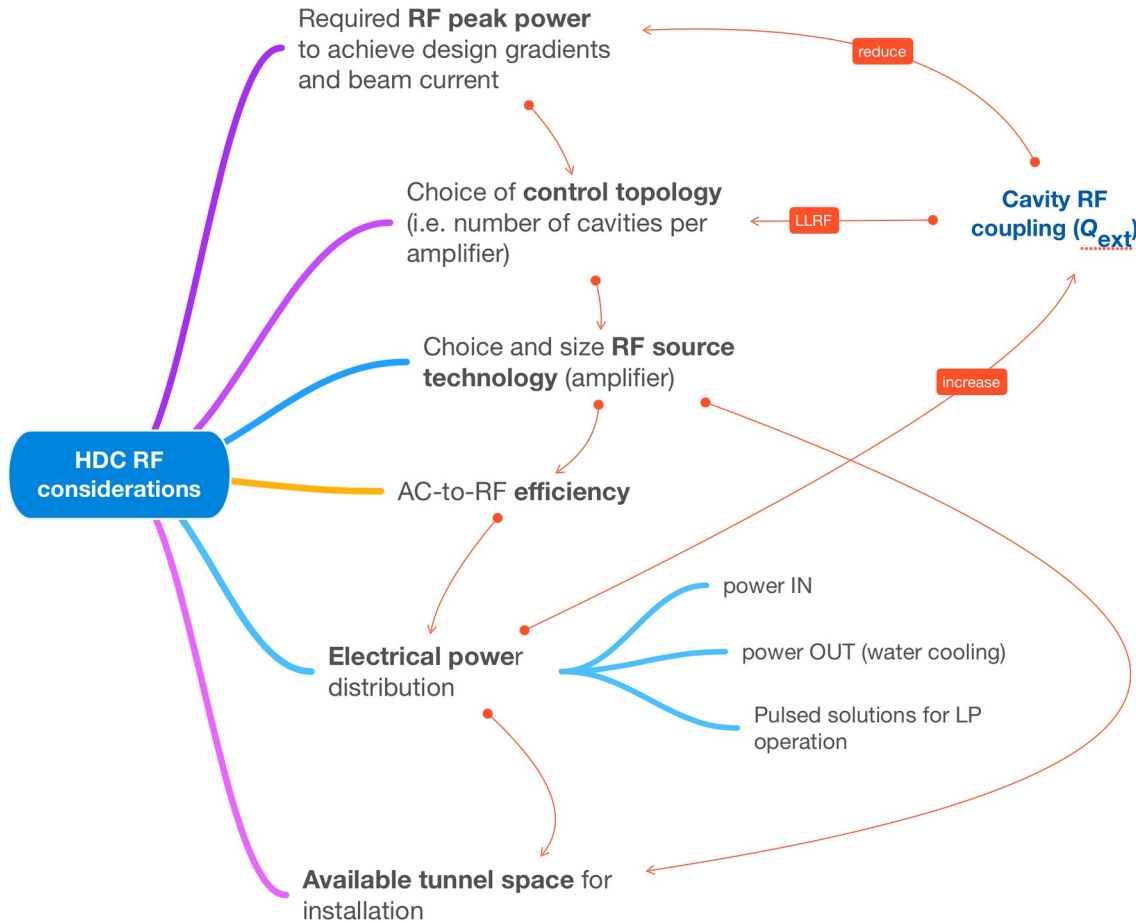 Required RF peak power
to achieve design gradients
and beam current
reduce
Choice of control topology
(i.e. number of cavities per
amplifier)
LLRF
Cavity RF
coupling (Qext)
Choice and size RF source
technology (amplifier)
increase
HDC RF
considerations
AC-to-RF efficiency
power IN
Electrical power
distribution
power OUT (water cooling)
Pulsed solutions for LP
operation
Available tunnel space for
installation